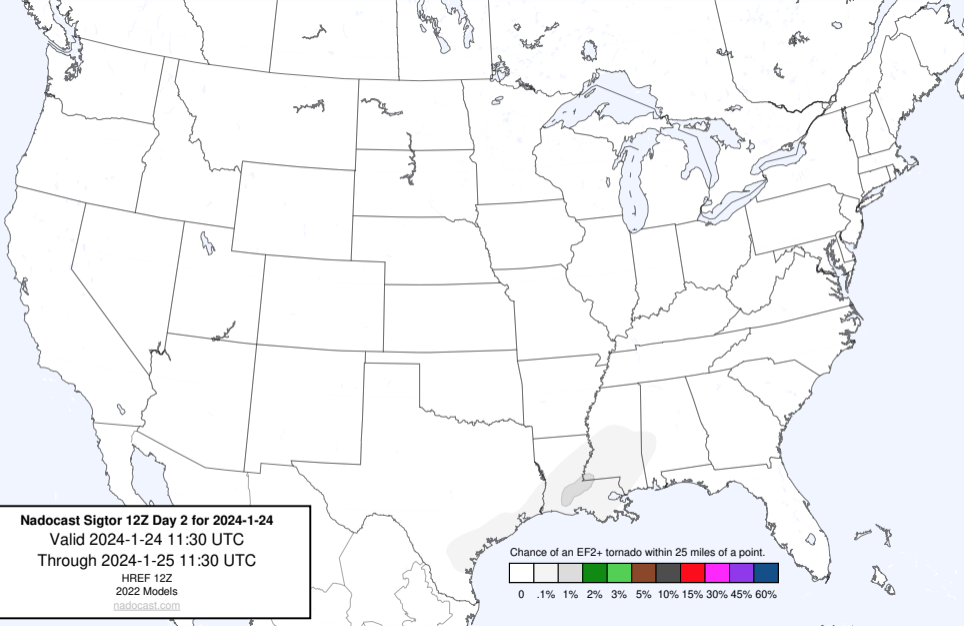 Nadocast Sigtor 12Z Day 2 for 2024-1-24
Valid 2024-1-24 11:30 UTC
Through 2024-1-25 11:30 UTC
HREF 12Z
2022 Models
nadocast.com
Chance of an EF2+ tornado within 25 miles of a point.
0 .1% 1% 2% 3% 5% 10% 15% 30% 45% 60%